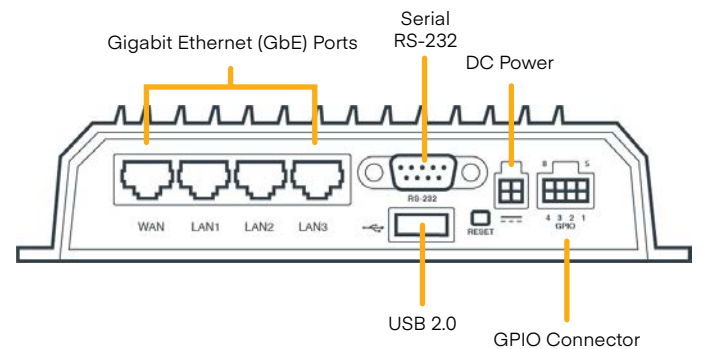 Serial
RS-232
Gigabit Ethernet (GbE) Ports
DC Power
8 5
RS-232
WAN LAN1 LAN2 LAN3
RESET
4 3 2 1
GPIO
USB 2.0
GPIO Connector